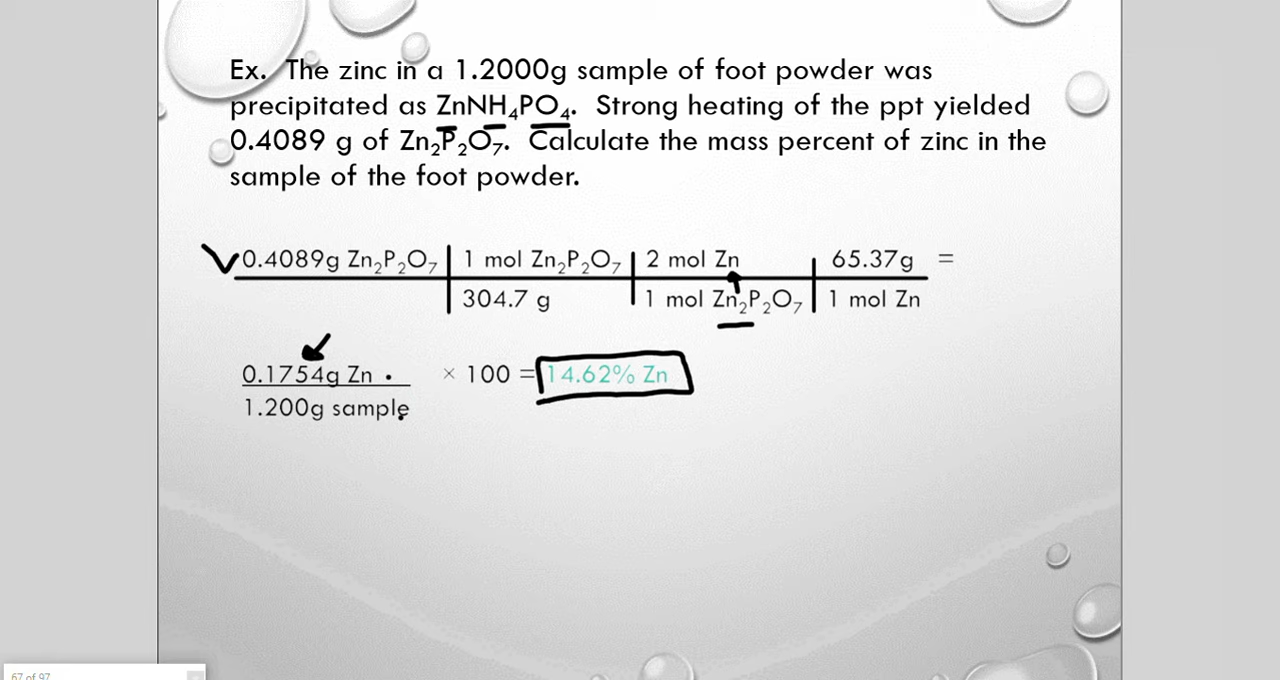 Ex. The zinc in a 1.2000g sample of foot powder was
precipitated as ZnNH₄PO₄. Strong heating of the ppt yielded
0.4089 g of Zn₂P₂O₇. Calculate the mass percent of zinc in the
sample of the foot powder.
0.4089g Zn₂P₂O₇ 1 mol Zn₂P₂O₇ 2 mol Zn 65.37g =
304.7 g 1 mol Zn₂P₂O₇ 1 mol Zn
0.1754g Zn × 100 = 14.62% Zn
1.200g sample
67 of 97